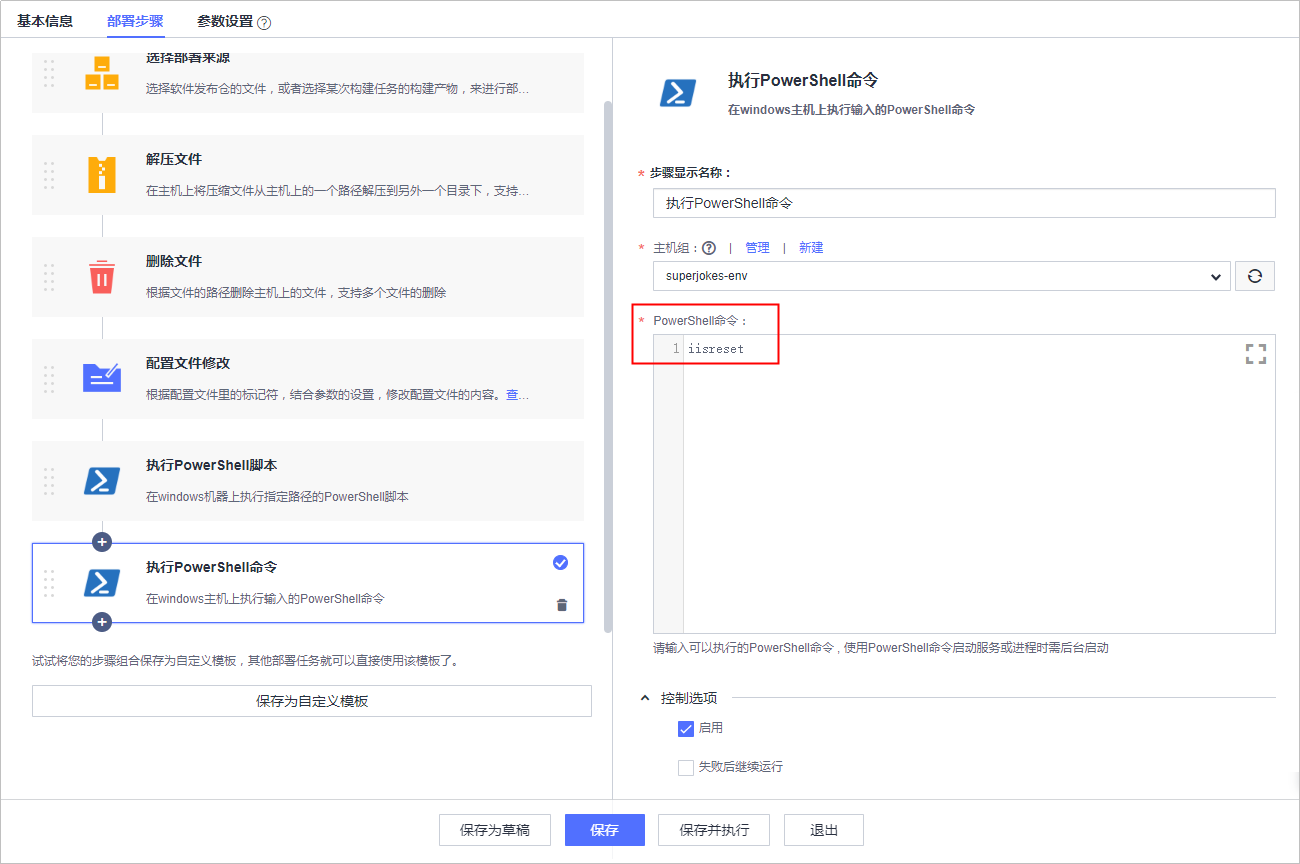 基本信息 部署步骤 参数设置 ?
选择部署来源
选择软件发布仓的文件，或者选择某次构建任务的构建产物，来进行部...
解压文件
在主机上将压缩文件从主机上的一个路径解压到另外一个目录下，支持...
删除文件
根据文件的路径删除主机上的文件，支持多个文件的删除
配置文件修改
根据配置文件里的标记符，结合参数的设置，修改配置文件的内容。查...
执行PowerShell脚本
在windows机器上执行指定路径的PowerShell脚本
执行PowerShell命令
在windows主机上执行输入的PowerShell命令
试试将您的步骤组合保存为自定义模板，其他部署任务就可以直接使用该模板了。
保存为自定义模板
执行PowerShell命令
在windows主机上执行输入的PowerShell命令
* 步骤显示名称：
执行PowerShell命令
* 主机组：? | 管理 | 新建
superjokes-env
* PowerShell命令：
1 iisreset
请输入可以执行的PowerShell命令，使用PowerShell命令启动服务或进程时需后台启动
控制选项
启用
失败后继续运行
保存为草稿 保存 保存并执行 退出